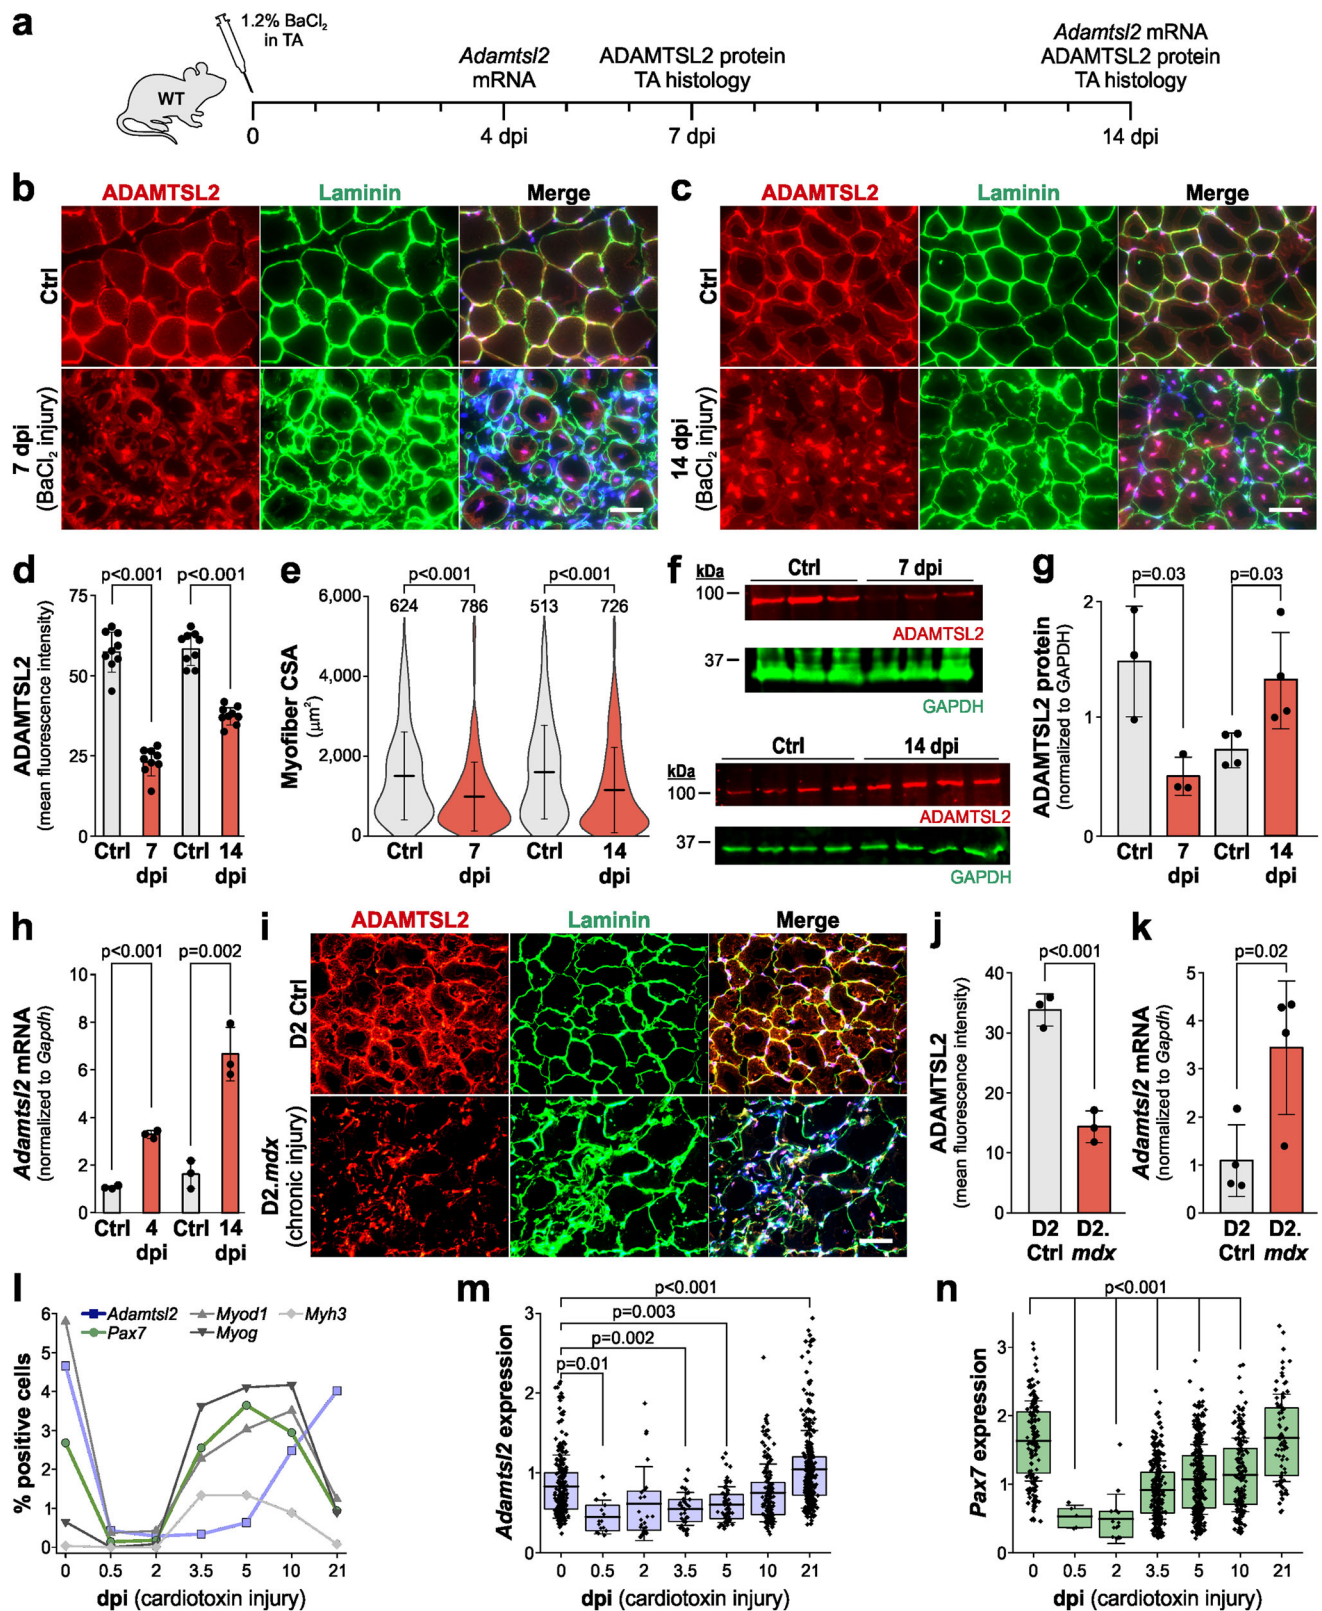 a
1.2% BaCl2
in TA
WT
Adamtsl2
mRNA
ADAMTSL2 protein
TA histology
Adamtsl2 mRNA
ADAMTSL2 protein
TA histology
0
4 dpi
7 dpi
14 dpi
b
ADAMTSL2
Laminin
Merge
Ctrl
7 dpi
(BaCl2 injury)
c
ADAMTSL2
Laminin
Merge
Ctrl
14 dpi
(BaCl2 injury)
d
p<0.001
p<0.001
ADAMTSL2
(mean fluorescence intensity)
75
50
25
0
Ctrl
7
dpi
Ctrl
14
dpi
e
p<0.001
p<0.001
Myofiber CSA
(μm2)
6,000
4,000
2,000
0
624
786
513
726
Ctrl
7
dpi
Ctrl
14
dpi
f
kDa
Ctrl
7 dpi
100
ADAMTSL2
37
GAPDH
kDa
Ctrl
14 dpi
100
ADAMTSL2
37
GAPDH
g
p=0.03
p=0.03
ADAMTSL2 protein
(normalized to GAPDH)
2
1
0
Ctrl
7
dpi
Ctrl
14
dpi
h
p<0.001
p=0.002
Adamtsl2 mRNA
(normalized to Gapdh)
10
8
6
4
2
0
Ctrl
4
dpi
Ctrl
14
dpi
i
ADAMTSL2
Laminin
Merge
D2 Ctrl
D2.mdx
(chronic injury)
j
p<0.001
ADAMTSL2
(mean fluorescence intensity)
40
30
20
10
0
D2
Ctrl
D2.
mdx
k
p=0.02
Adamtsl2 mRNA
(normalized to Gapdh)
5
4
3
2
1
0
D2
Ctrl
D2.
mdx
l
Adamtsl2
Myod1
Myh3
Pax7
Myog
% positive cells
6
5
4
3
2
1
0
0
0.5
2
3.5
5
10
21
dpi (cardiotoxin injury)
m
p<0.001
p=0.003
p=0.002
p=0.01
Adamtsl2 expression
3
2
1
0
0
0.5
2
3.5
5
10
21
dpi (cardiotoxin injury)
n
p<0.001
Pax7 expression
3
2
1
0
0
0.5
2
3.5
5
10
21
dpi (cardiotoxin injury)